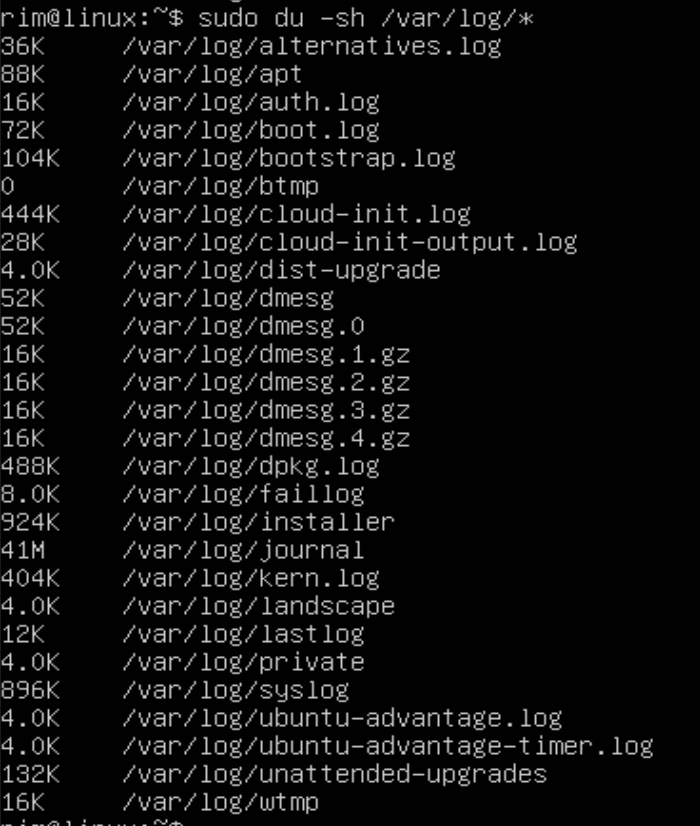 rim@linux:~$ sudo du -sh /var/log/*
36K /var/log/alternatives.log
88K /var/log/apt
16K /var/log/auth.log
72K /var/log/boot.log
104K /var/log/bootstrap.log
0 /var/log/btmp
444K /var/log/cloud-init.log
28K /var/log/cloud-init-output.log
4.0K /var/log/dist-upgrade
52K /var/log/dmesg
52K /var/log/dmesg.0
16K /var/log/dmesg.1.gz
16K /var/log/dmesg.2.gz
16K /var/log/dmesg.3.gz
16K /var/log/dmesg.4.gz
488K /var/log/dpkg.log
8.0K /var/log/faillog
924K /var/log/installer
41M /var/log/journal
404K /var/log/kern.log
4.0K /var/log/landscape
12K /var/log/lastlog
4.0K /var/log/private
896K /var/log/syslog
4.0K /var/log/ubuntu-advantage.log
4.0K /var/log/ubuntu-advantage-timer.log
132K /var/log/unattended-upgrades
16K /var/log/wtmp
rim@linux:~$